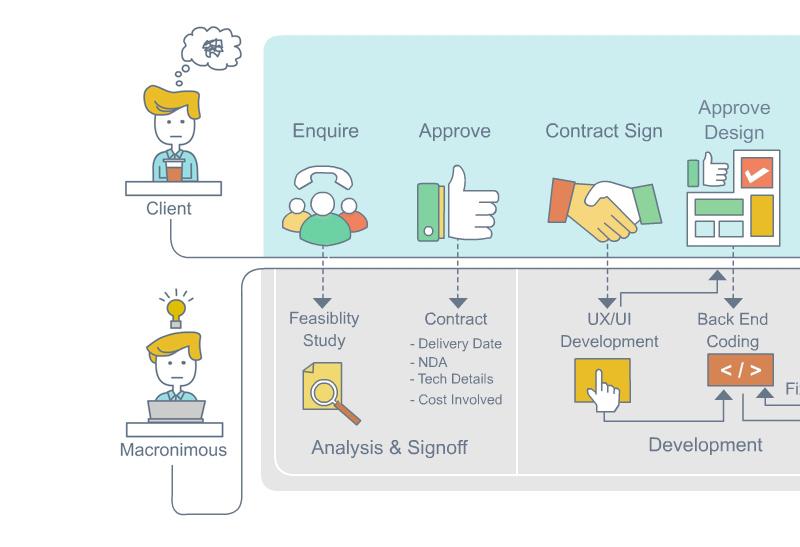 Enquire
Approve
Contract Sign
Approve
Design
Client
Feasiblity
Study
Contract
- Delivery Date
- NDA
- Tech Details
- Cost Involved
UX/UI
Development
Back End
Coding
< / >
Macronimous
Analysis & Signoff
Development